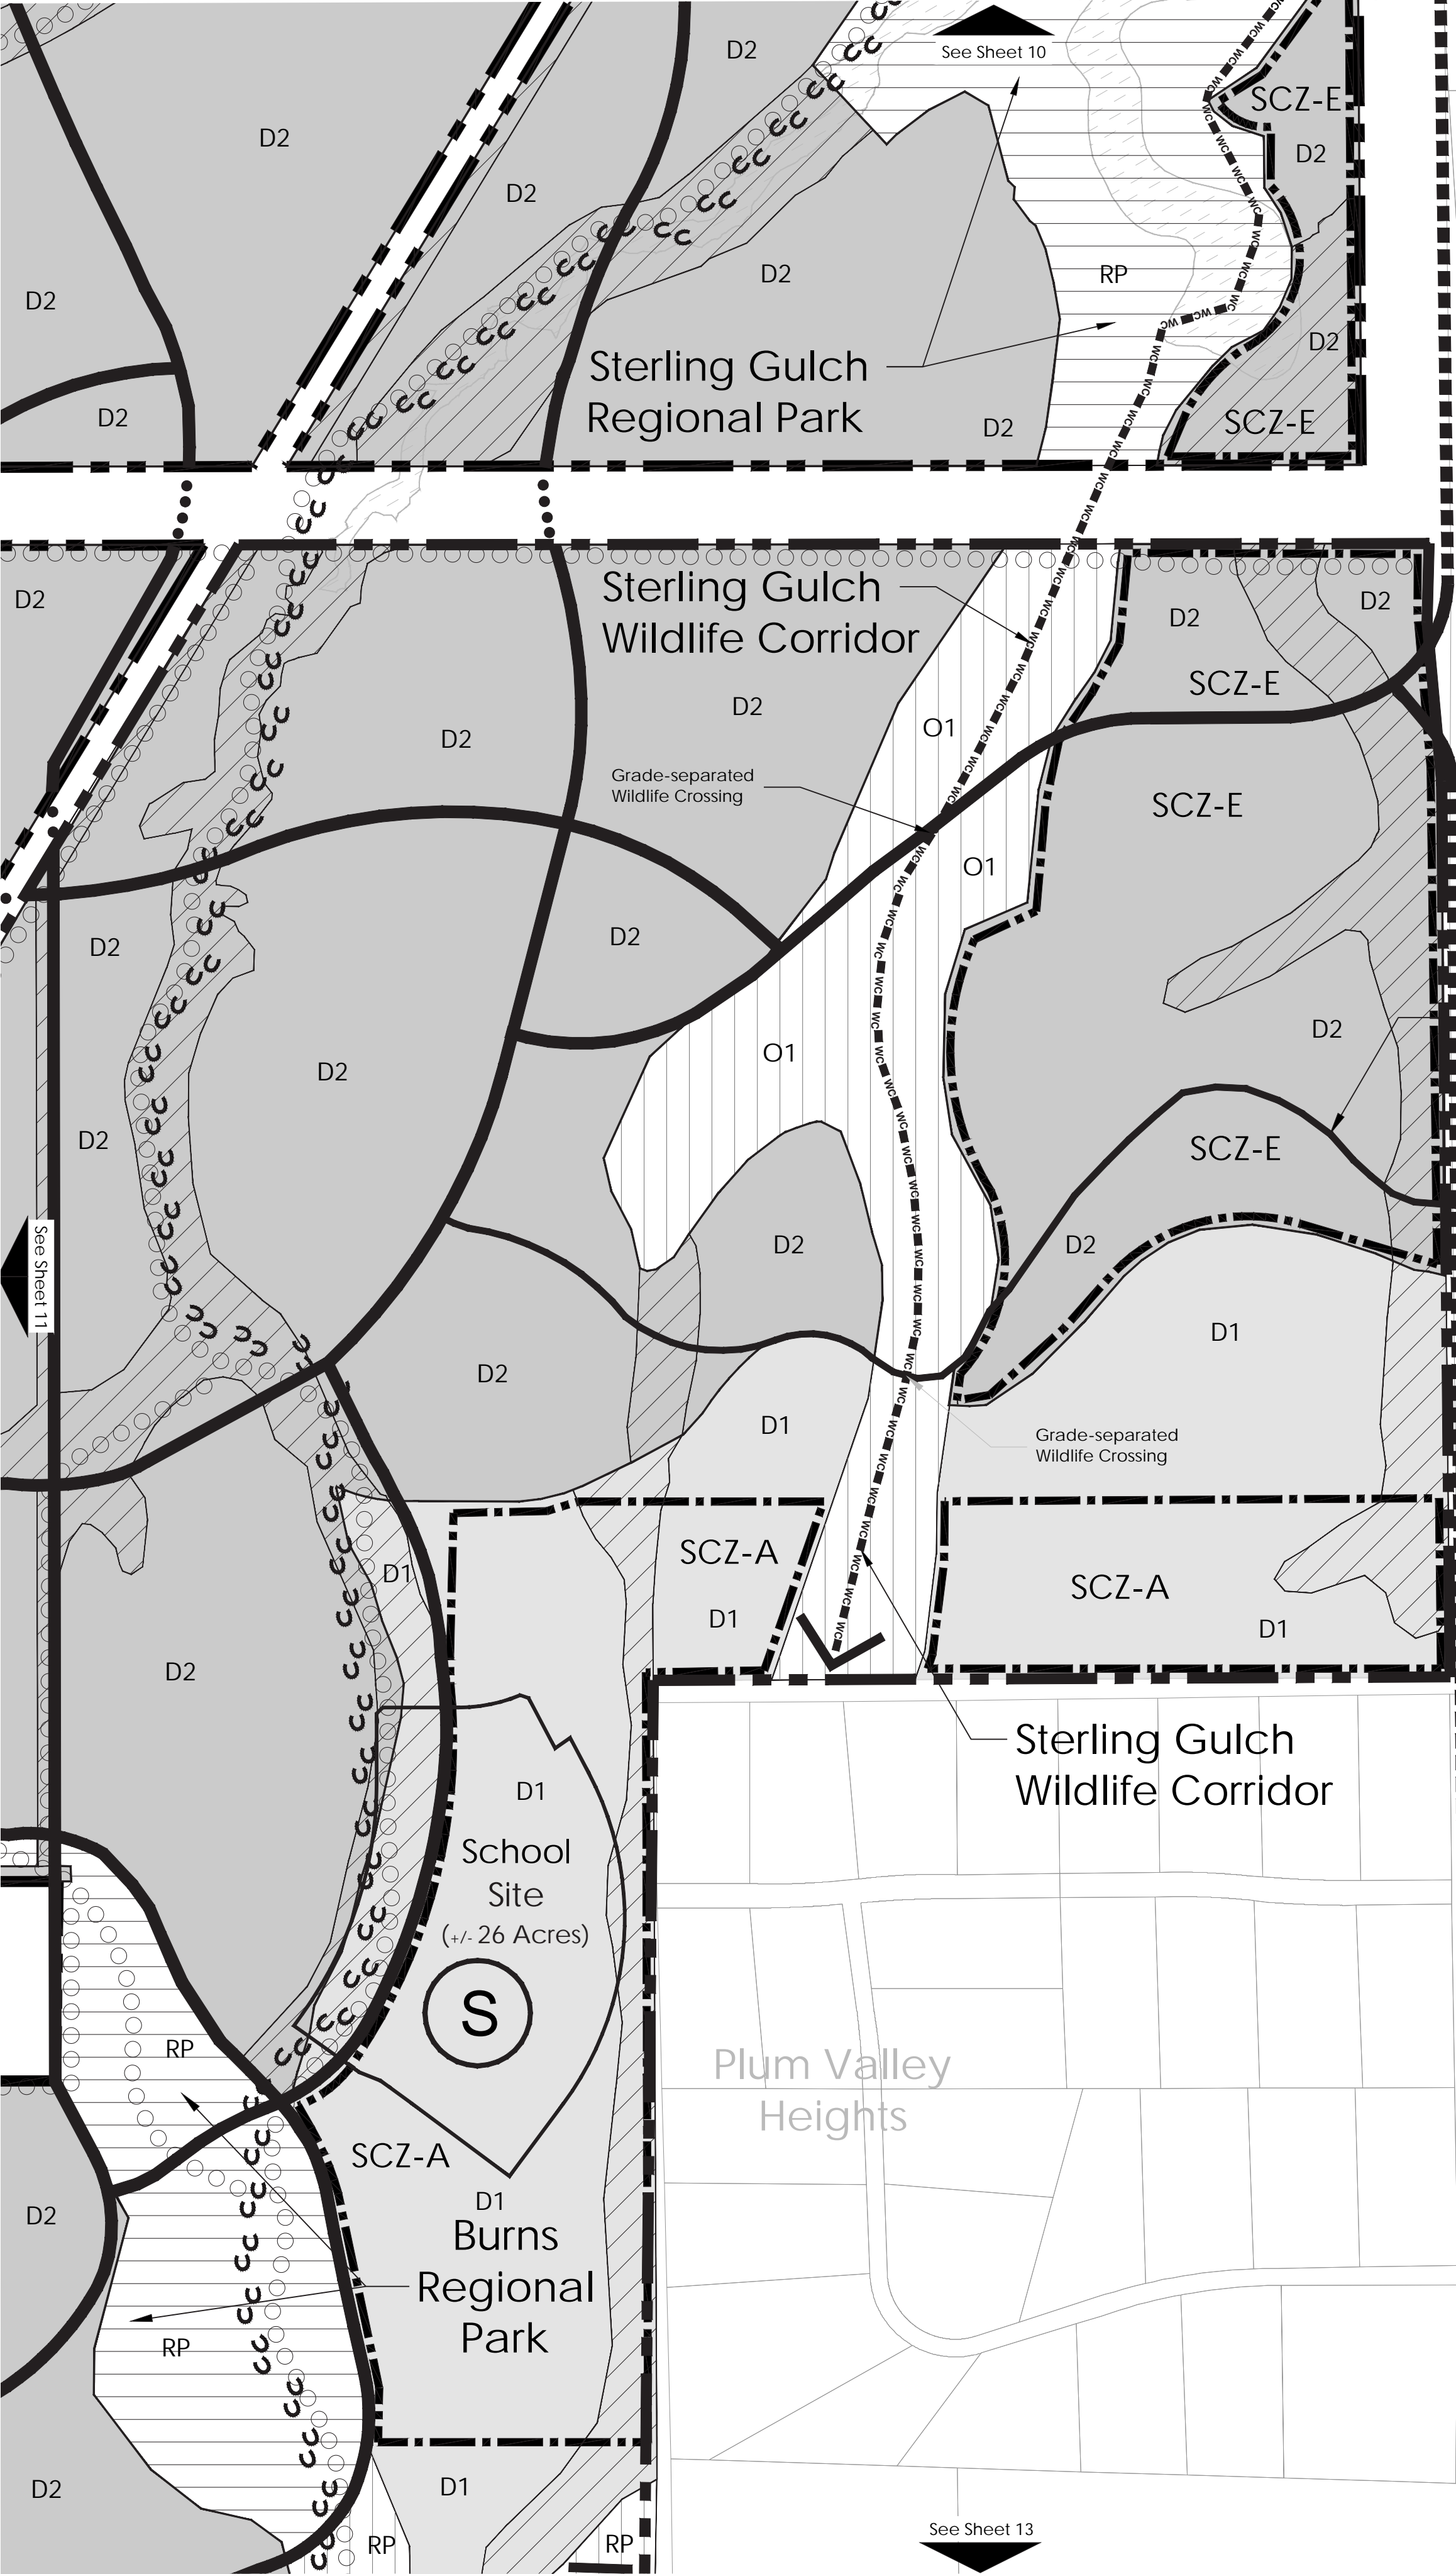 D2
See Sheet 10
SCZ-E
D2
D2
D2
D2
D2
RP
D2
D2
Sterling Gulch
Regional Park
D2
D2
SCZ-E
Sterling Gulch
Wildlife Corridor
D2
D2
D2
SCZ-E
D2
O1
D2
Grade-separated
Wildlife Crossing
SCZ-E
O1
D2
D2
D2
O1
D2
D2
SCZ-E
See Sheet 11
D2
D2
D1
D2
D1
Grade-separated
Wildlife Crossing
SCZ-A
D1
SCZ-A
D1
D1
D2
Sterling Gulch
Wildlife Corridor
D1
School
Site
(+/- 26 Acres)
S
RP
Plum Valley
Heights
SCZ-A
D1
D2
Burns
Regional
Park
RP
D2
D1
See Sheet 13
RP
RP